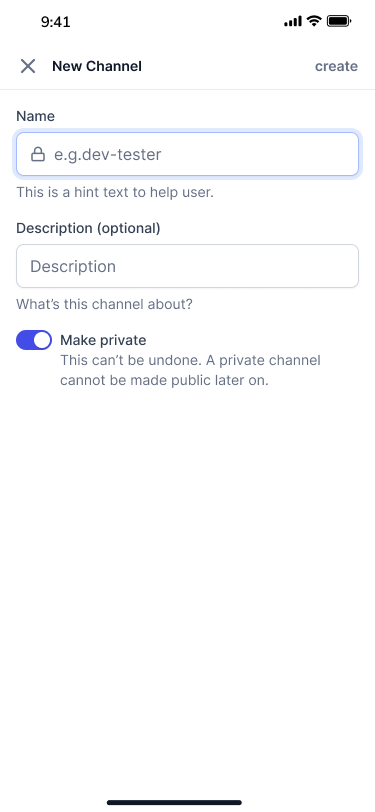 9:41
New Channel
create
Name
e.g.dev-tester
This is a hint text to help user.
Description (optional)
Description
What's this channel about?
Make private
This can't be undone. A private channel
cannot be made public later on.